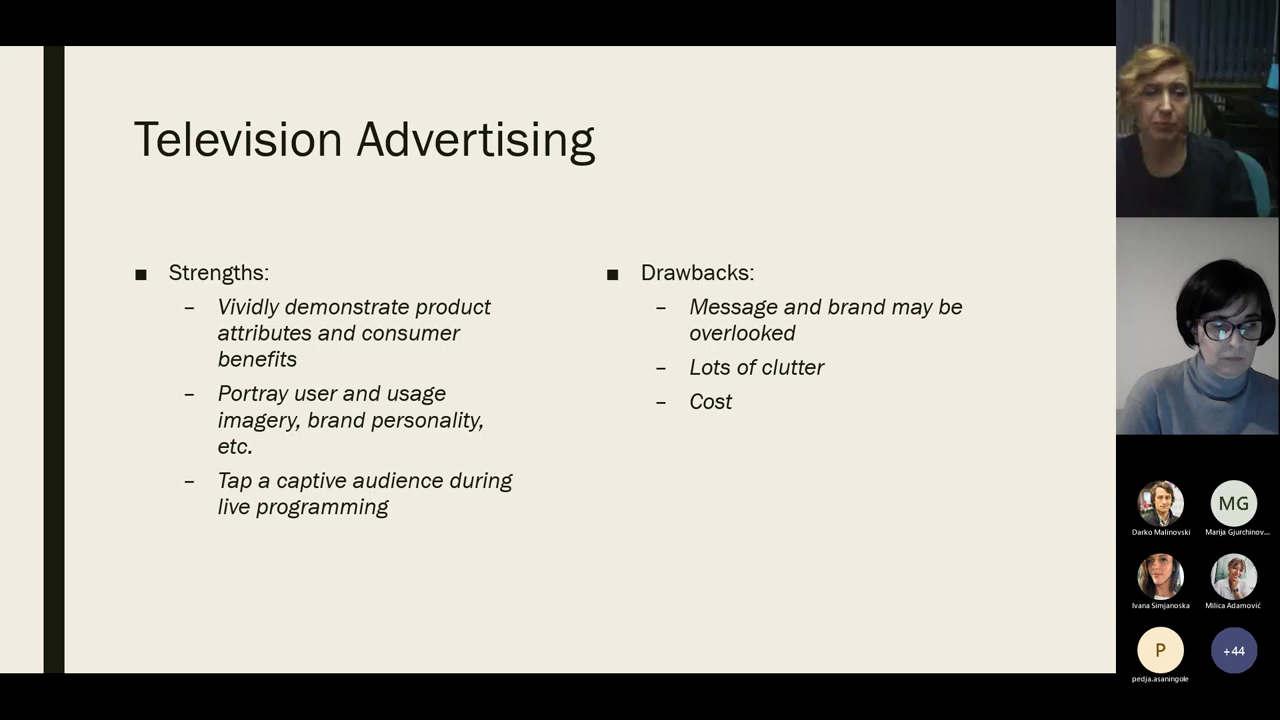 Television Advertising
■ Strengths:
– Vividly demonstrate product
attributes and consumer
benefits
– Portray user and usage
imagery, brand personality,
etc.
– Tap a captive audience during
live programming
■ Drawbacks:
– Message and brand may be
overlooked
– Lots of clutter
– Cost
Darko Malinovski
MG
Marija Gjurchinov...
Ivana Simjanoska
Milica Adamović
P
pedja.asaningole
+44